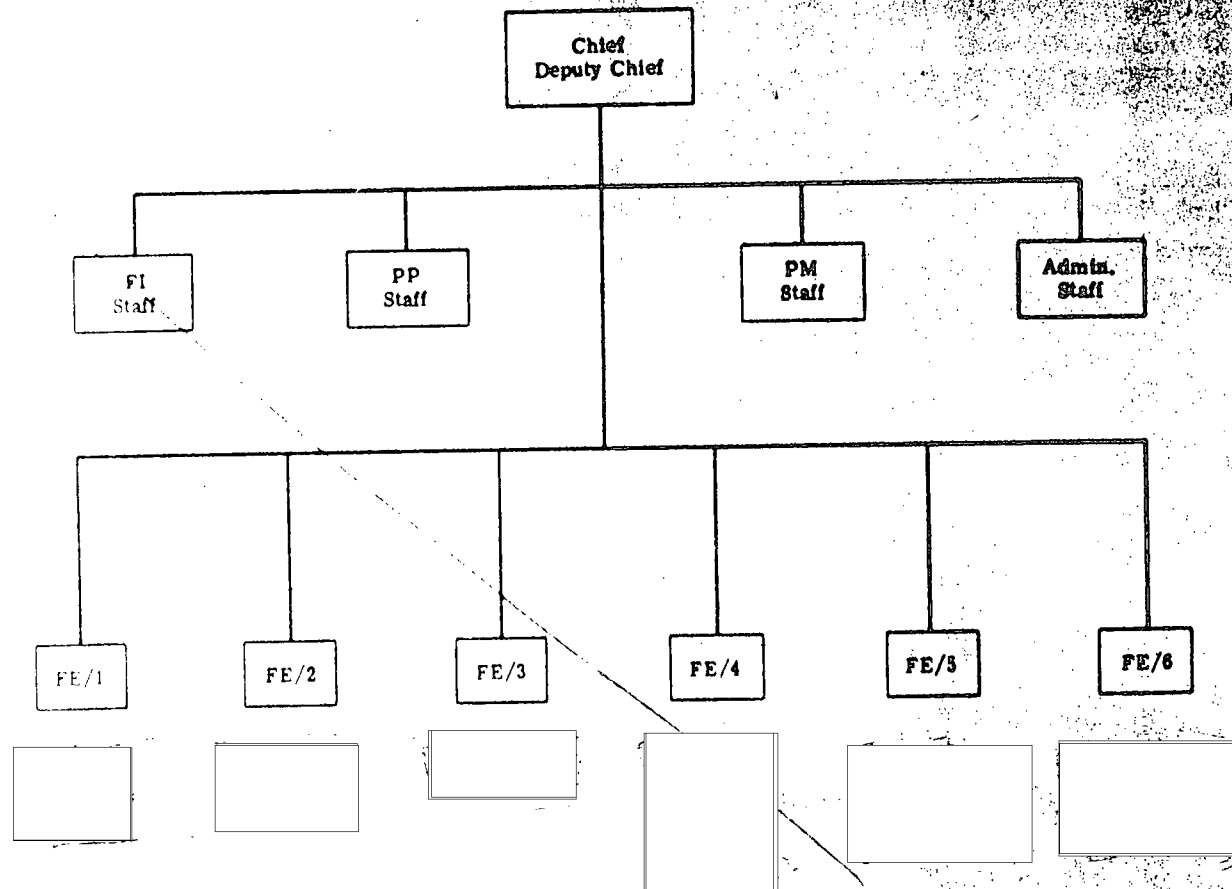 Chief
Deputy Chief
FI
Staff
PP
Staff
PM
Staff
Admin.
Staff
FE/1
FE/2
FE/3
FE/4
FE/5
FE/6